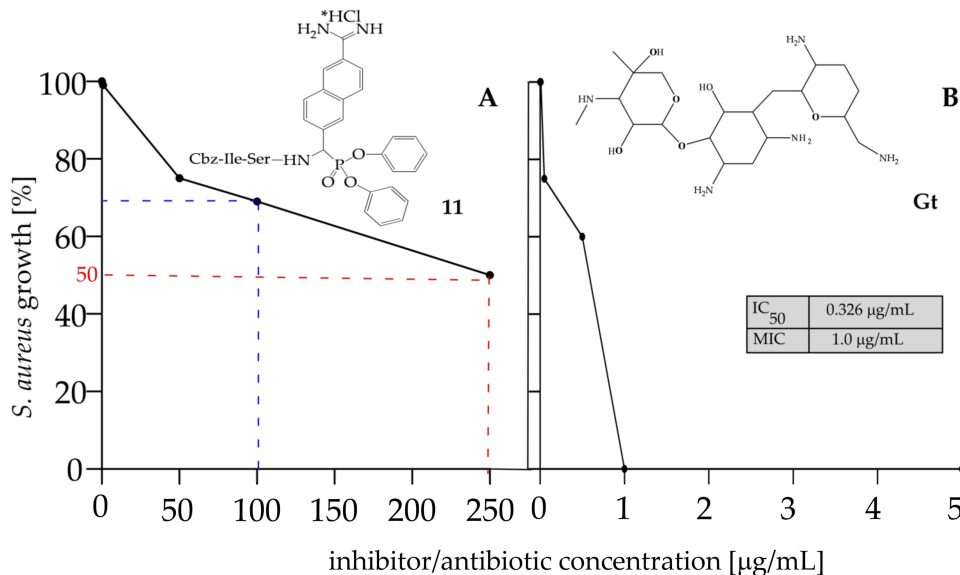 *HCl
H₂N NH
A
Cbz-Ile-Ser—HN
P
O
O
O
11
S. aureus growth [%]
100
80
60
50
40
20
0
0 50 100 150 200 250
OH
H₂N
HN
O
HO
HO
O
O
NH₂
H₂N
NH₂
B
Gt
IC50 0.326 µg/mL
MIC 1.0 µg/mL
0 1 2 3 4 5
inhibitor/antibiotic concentration [µg/mL]